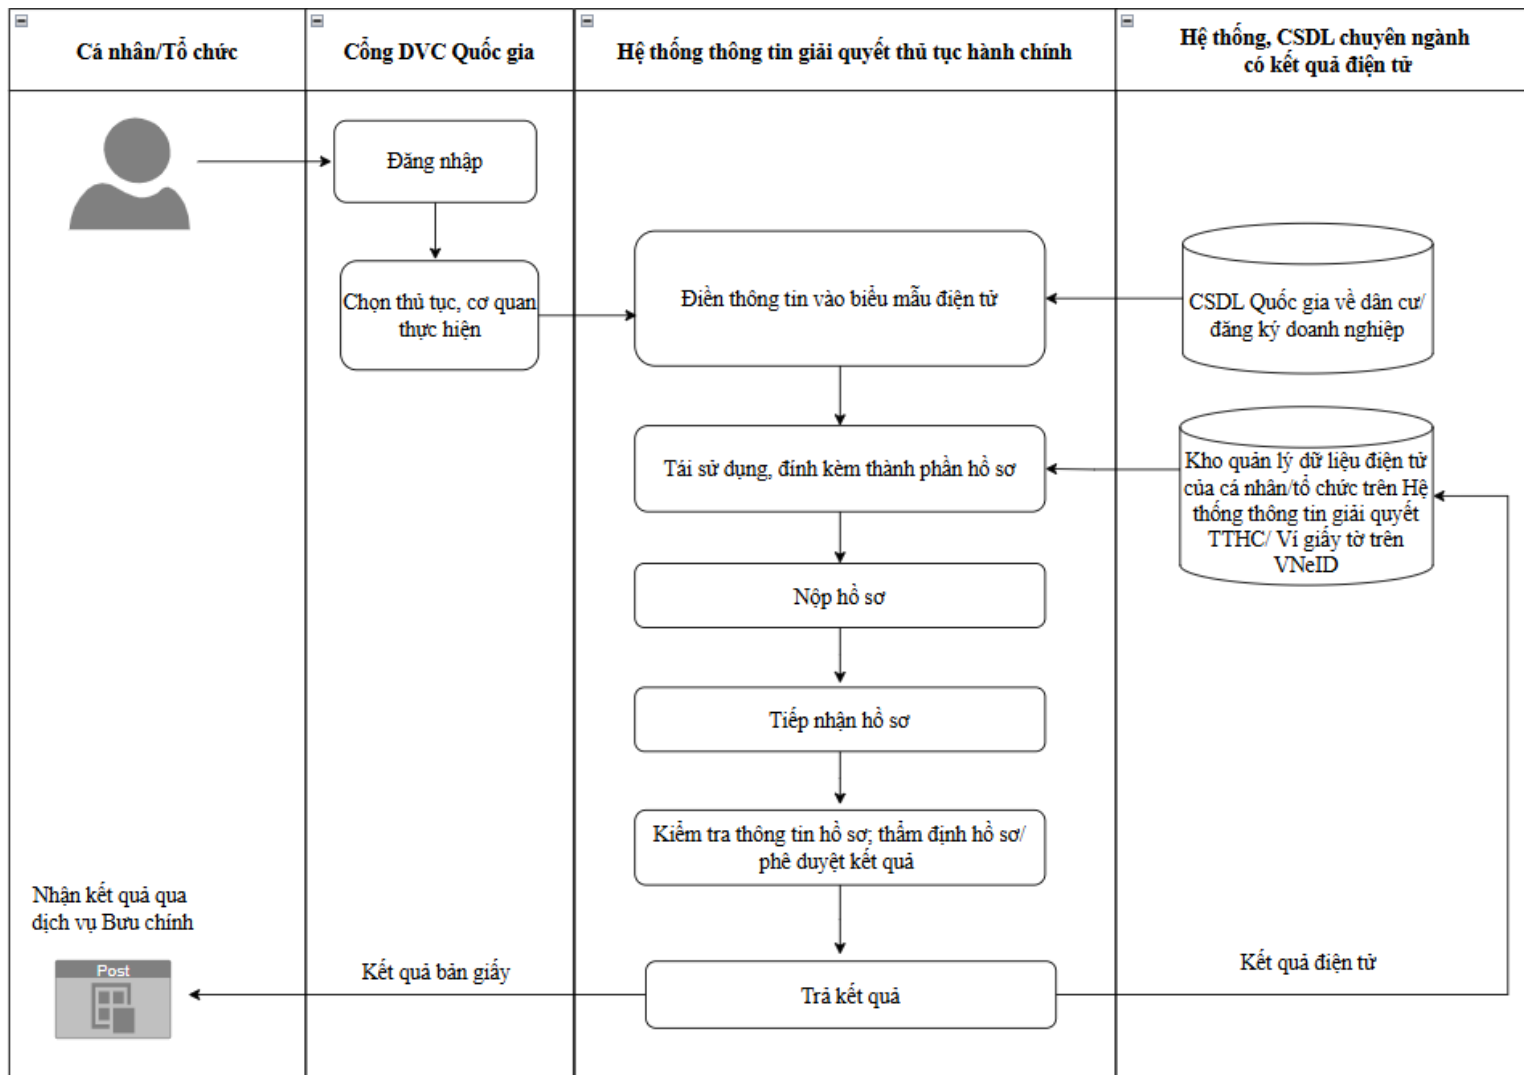 Cá nhân/Tổ chức
Cổng DVC Quốc gia
Hệ thống thông tin giải quyết thủ tục hành chính
Hệ thống, CSDL chuyên ngành
có kết quả điện tử
Đăng nhập
Chọn thủ tục, cơ quan
thực hiện
Điền thông tin vào biểu mẫu điện tử
CSDL Quốc gia về dân cư/
đăng ký doanh nghiệp
Tái sử dụng, đính kèm thành phần hồ sơ
Kho quản lý dữ liệu điện tử
của cá nhân/tổ chức trên Hệ
thống thông tin giải quyết
TTHC/ Ví giấy tờ trên
VNeID
Nộp hồ sơ
Tiếp nhận hồ sơ
Kiểm tra thông tin hồ sơ; thẩm định hồ sơ/
phê duyệt kết quả
Nhận kết quả qua
dịch vụ Bưu chính
Post
Kết quả bản giấy
Trả kết quả
Kết quả điện tử